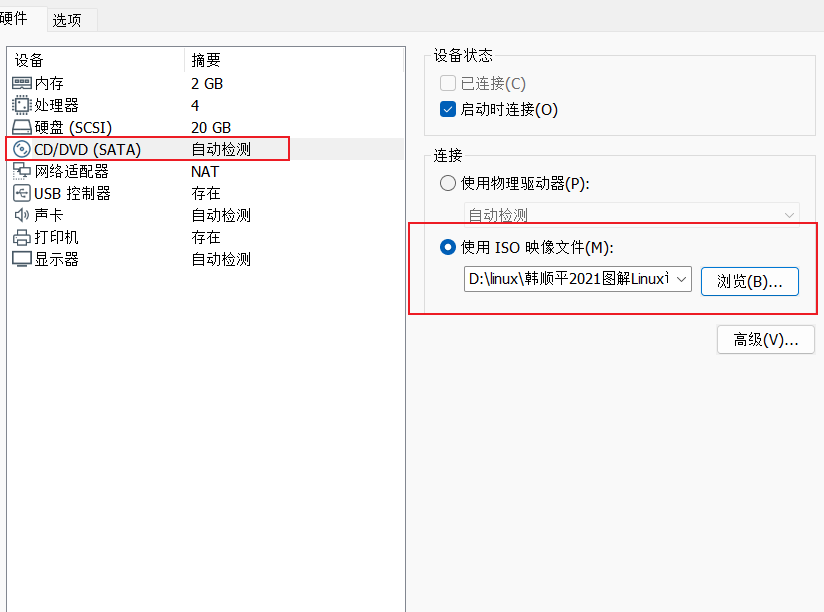 硬件 选项
设备 摘要
内存 2 GB
处理器 4
硬盘 (SCSI) 20 GB
CD/DVD (SATA) 自动检测
网络适配器 NAT
USB 控制器 存在
声卡 自动检测
打印机 存在
显示器 自动检测
设备状态
已连接(C)
启动时连接(O)
连接
使用物理驱动器(P):
自动检测
使用 ISO 映像文件(M):
D:\linux\韩顺平2021图解Linux
浏览(B)...
高级(V)...